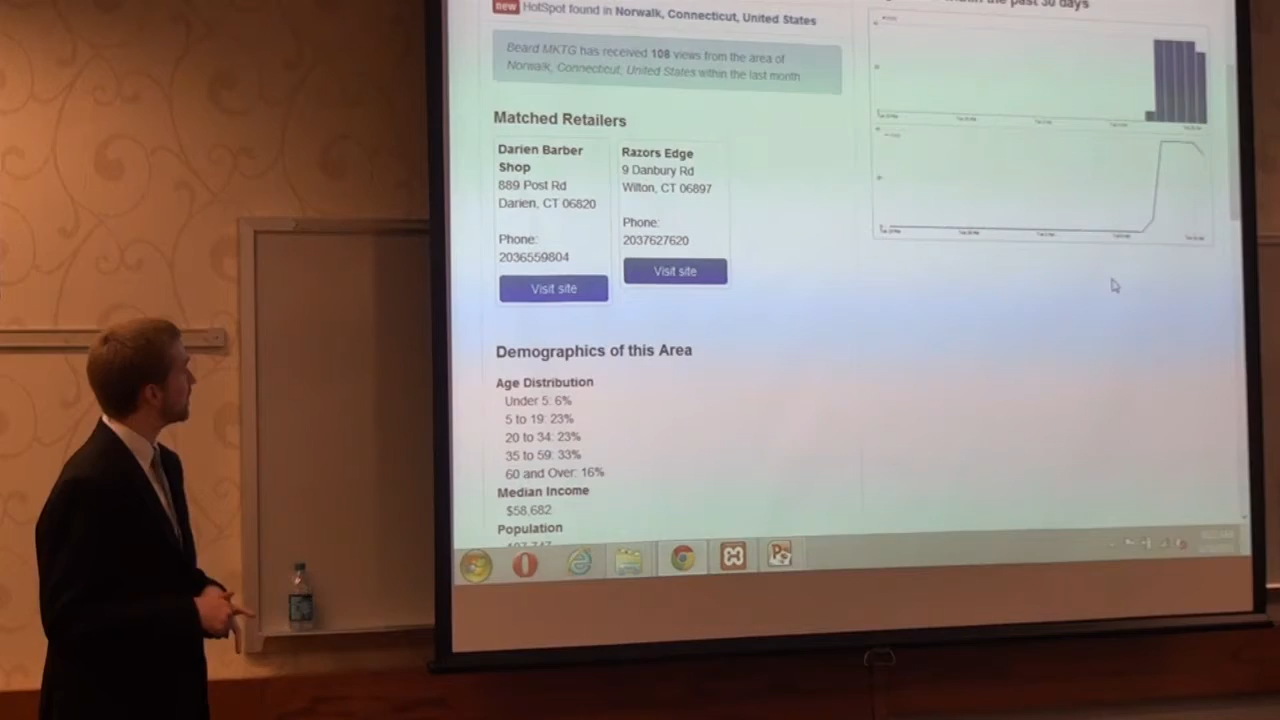 new HotSpot found in Norwalk, Connecticut, United States
the past 30 days
Beard MKTG has received 108 views from the area of
Norwalk, Connecticut, United States within the last month
Matched Retailers
Darien Barber
Shop
889 Post Rd
Darien, CT 06820
Phone:
2036559804
Visit site
Razors Edge
9 Danbury Rd
Wilton, CT 06897
Phone:
2037627620
Visit site
Demographics of this Area
Age Distribution
Under 5: 6%
5 to 19: 23%
20 to 34: 23%
35 to 59: 33%
60 and Over: 16%
Median Income
$58,682
Population